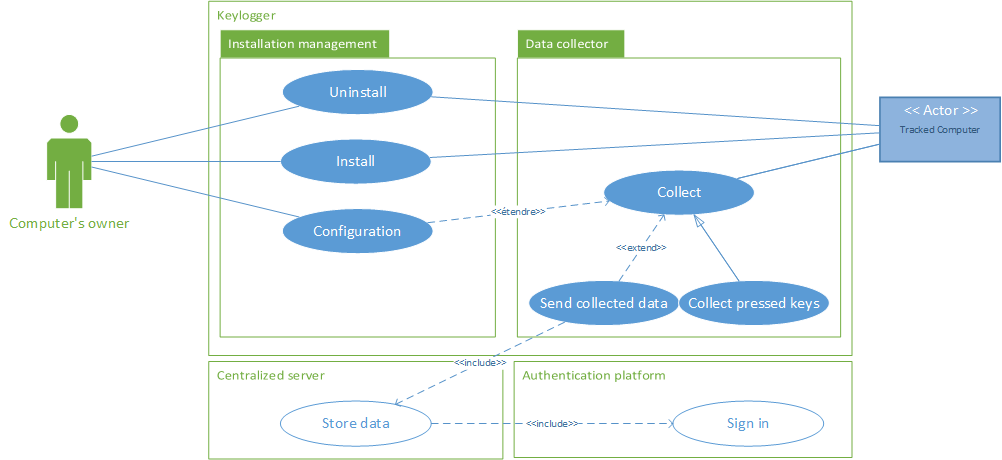 Keylogger
Installation management
Data collector
Uninstall
<< Actor >>
Tracked Computer
Install
Collect
Computer's owner
Configuration
<<étendre>>
<<extend>>
Send collected data
Collect pressed keys
<<include>>
Centralized server
Authentication platform
Store data
<<include>>
Sign in